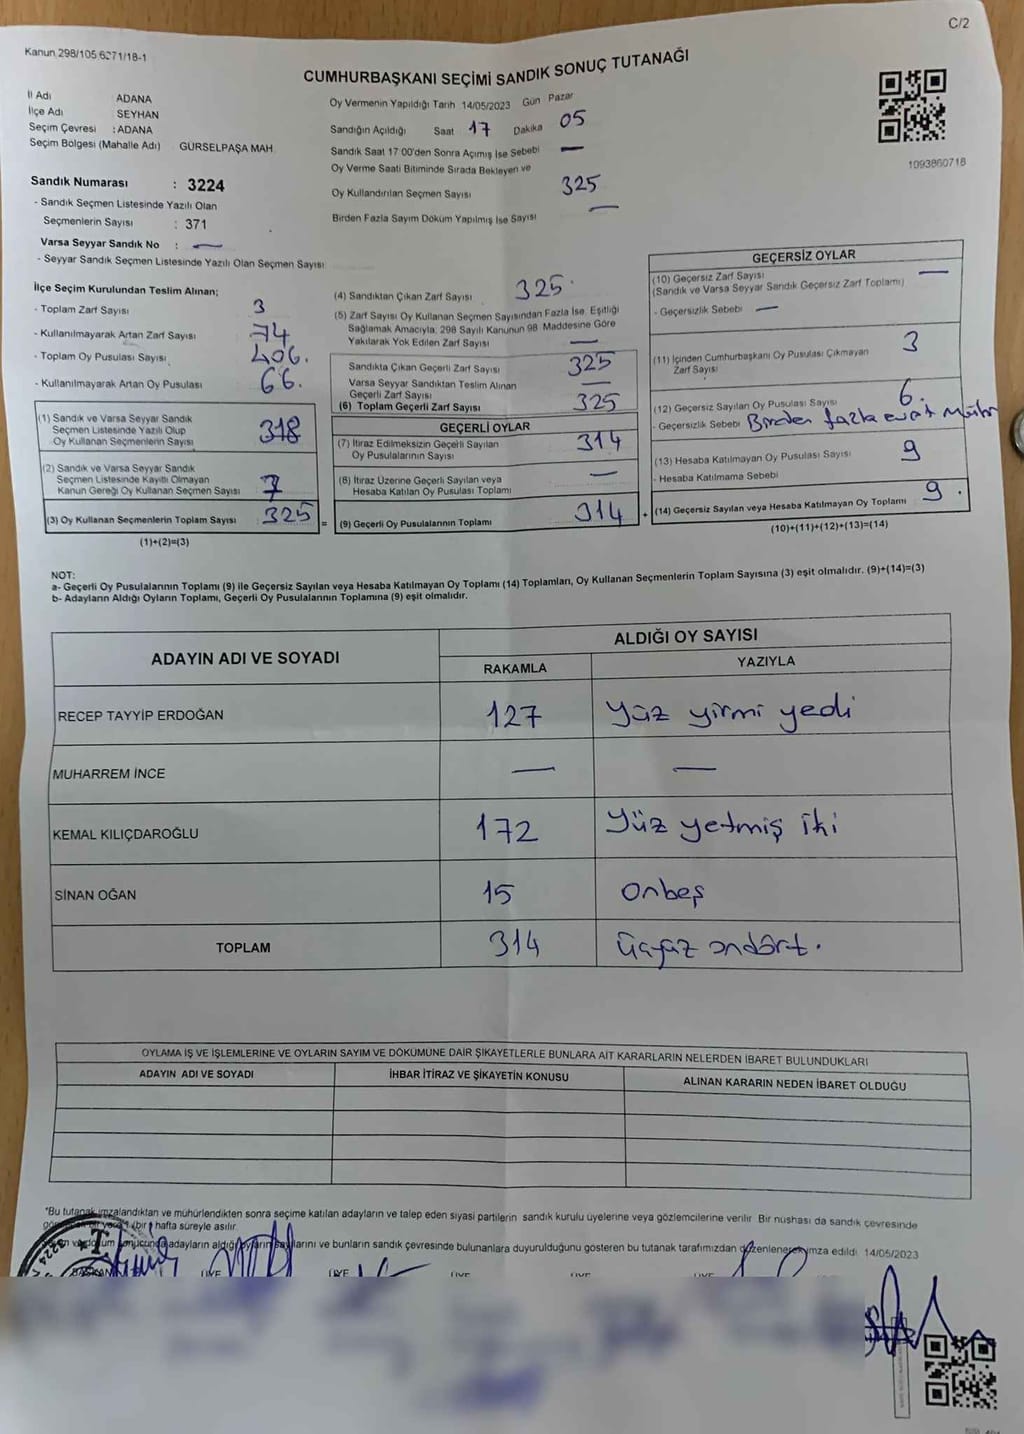 C/2
Kanun 298/105.6271/18-1
CUMHURBAŞKANI SEÇİMİ SANDIK SONUÇ TUTANAĞI
İl Adı ADANA
İlçe Adı SEYHAN
Seçim Çevresi : ADANA
Seçim Bölgesi (Mahalle Adı) GÜRSELPAŞA MAH.
Sandık Numarası : 3224
- Sandık Seçmen Listesinde Yazılı Olan
Seçmenlerin Sayısı : 371
Varsa Seyyar Sandık No : —
- Seyyar Sandık Seçmen Listesinde Yazılı Olan Seçmen Sayısı
Oy Vermenin Yapıldığı Tarih 14/05/2023 Gün Pazar
Sandığın Açıldığı Saat 17 Dakika 05
Sandık Saat 17:00'den Sonra Açımış İse Sebebi —
Oy Verme Saati Bitiminde Sırada Bekleyen ve
Oy Kullandırılan Seçmen Sayısı 325
Birden Fazla Sayım Döküm Yapılmış İse Sayısı —
1093860718
İlçe Seçim Kurulundan Teslim Alınan;
- Toplam Zarf Sayısı 3
- Kullanılmayarak Artan Zarf Sayısı 74
- Toplam Oy Pusulası Sayısı 406.
- Kullanılmayarak Artan Oy Pusulası 66.
(1) Sandık ve Varsa Seyyar Sandık
Seçmen Listesinde Yazılı Olup
Oy Kullanan Seçmenlerin Sayısı 318
(2) Sandık ve Varsa Seyyar Sandık
Seçmen Listesinde Kayıtlı Olmayan
Kanun Gereği Oy Kullanan Seçmen Sayısı 7
(3) Oy Kullanan Seçmenlerin Toplam Sayısı 325 =
(1)+(2)=(3)
(4) Sandıktan Çıkan Zarf Sayısı 325
(5) Zarf Sayısı Oy Kullanan Seçmen Sayısından Fazla İse, Eşitliği
Sağlamak Amacıyla; 298 Sayılı Kanunun 98. Maddesine Göre
Yakılarak Yok Edilen Zarf Sayısı —
Sandıkta Çıkan Geçerli Zarf Sayısı 325
Varsa Seyyar Sandıktan Teslim Alınan
Geçerli Zarf Sayısı —
(6) Toplam Geçerli Zarf Sayısı 325
GEÇERLİ OYLAR
(7) İtiraz Edilmeksizin Geçerli Sayılan
Oy Pusulalarının Sayısı 314
(8) İtiraz Üzerine Geçerli Sayılan veya
Hesaba Katılan Oy Pusulası Toplamı —
(9) Geçerli Oy Pusulalarının Toplamı 314 +
GEÇERSİZ OYLAR
(10) Geçersiz Zarf Sayısı —
(Sandık ve Varsa Seyyar Sandık Geçersiz Zarf Toplamı)
- Geçersizlik Sebebi —
(11) İçinden Cumhurbaşkanı Oy Pusulası Çıkmayan
Zarf Sayısı 3
(12) Geçersiz Sayılan Oy Pusulası Sayısı 6.
- Geçersizlik Sebebi Birden fazla evet
(13) Hesaba Katılmayan Oy Pusulası Sayısı 9
- Hesaba Katılmama Sebebi
(14) Geçersiz Sayılan veya Hesaba Katılmayan Oy Toplamı 9.
(10)+(11)+(12)+(13)=(14)
NOT:
a- Geçerli Oy Pusulalarının Toplamı (9) ile Geçersiz Sayılan veya Hesaba Katılmayan Oy Toplamı (14) Toplamları, Oy Kullanan Seçmenlerin Toplam Sayısına (3) eşit olmalıdır. (9)+(14)=(3)
b- Adayların Aldığı Oyların Toplamı, Geçerli Oy Pusulalarının Toplamına (9) eşit olmalıdır.
ADAYIN ADI VE SOYADI ALDIĞI OY SAYISI
RAKAMLA YAZIYLA
RECEP TAYYİP ERDOĞAN 127 Yüz yirmi yedi
MUHARREM İNCE — —
KEMAL KILIÇDAROĞLU 172 Yüz yetmiş iki
SİNAN OĞAN 15 Onbeş
TOPLAM 314 Üçyüz ondört.
OYLAMA İŞ VE İŞLEMLERİNE VE OYLARIN SAYIM VE DÖKÜMÜNE DAİR ŞİKAYETLERLE BUNLARA AİT KARARLARIN NELERDEN İBARET BULUNDUKLARI
ADAYIN ADI VE SOYADI İHBAR İTİRAZ VE ŞİKAYETİN KONUSU ALINAN KARARIN NEDEN İBARET OLDUĞU
*Bu tutanak imzalandıktan ve mühürlendikten sonra seçime katılan adayların ve talep eden siyasi partilerin sandık kurulu üyelerine veya gözlemcilerine verilir. Bir nüshası da sandık çevresinde
(bir) hafta süreyle asılır.
sonucunda adayların aldığı oyların sayılarını ve bunların sandık çevresinde bulunanlara duyurulduğunu gösteren bu tutanak tarafımızdan düzenlenerek imza edildi. 14/05/2023
BAŞKAN ÜYE ÜYE ÜYE ÜYE ÜYE
3224